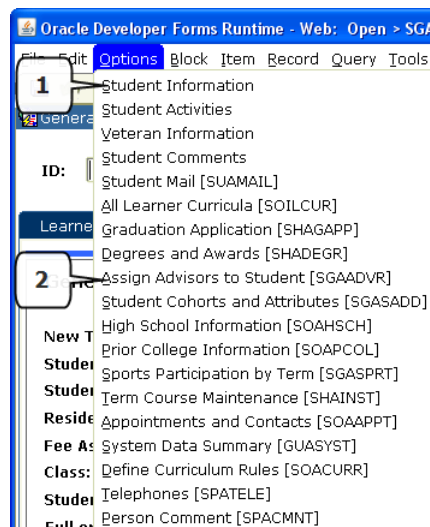 Oracle Developer Forms Runtime - Web: Open > SGA
File Edit Options Block Item Record Query Tools
1
Student Information
Student Activities
Genera
Veteran Information
Student Comments
ID:
Student Mail [SUAMAIL]
All Learner Curricula [SOILCUR]
Learne
Graduation Application [SHAGAPP]
Degrees and Awards [SHADEGR]
2
Assign Advisors to Student [SGAADVR]
Student Cohorts and Attributes [SGASADD]
High School Information [SOAHSCH]
New T
Prior College Information [SOAPCOL]
Studen
Sports Participation by Term [SGASPRT]
Studen
Term Course Maintenance [SHAINST]
Reside
Appointments and Contacts [SOAAPPT]
Fee As
System Data Summary [GUASYST]
Class:
Define Curriculum Rules [SOACURR]
Studen
Telephones [SPATELE]
Person Comment [SPACMNT]